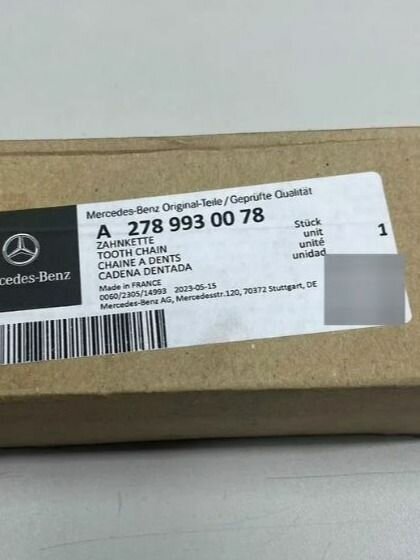 Mercedes-Benz Original-Teile / Geprüfte Qualität
A 278 993 00 78
ZAHNKETTE
TOOTH CHAIN
CHAINE A DENTS
CADENA DENTADA
Stück
unit
unité
unidad
1
Made in FRANCE
0060/2305/14993 2023-05-15
Mercedes-Benz AG, Mercedesstr.120, 70372 Stuttgart, DE
cedes-Benz